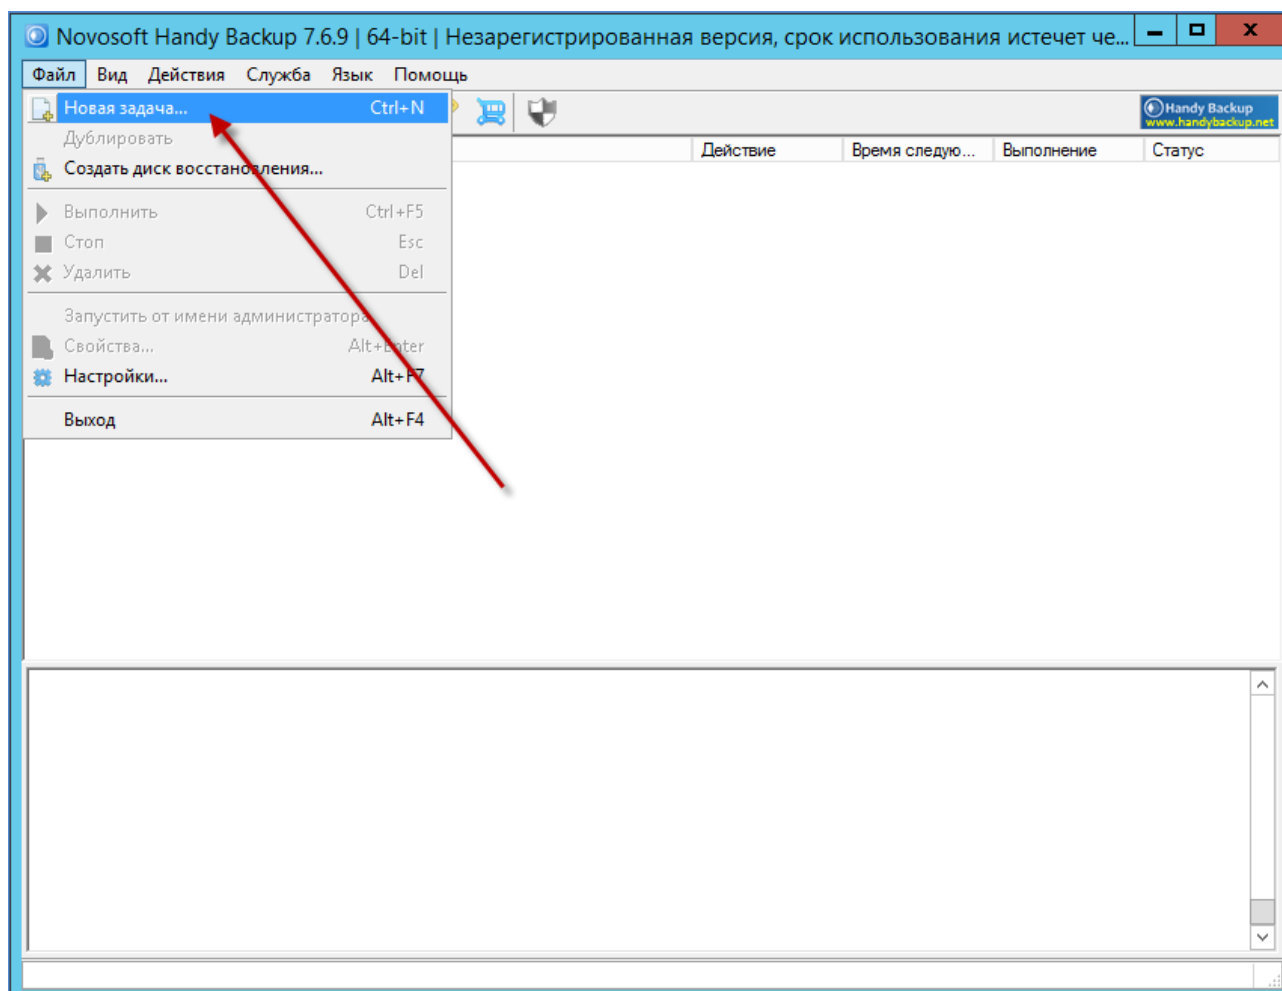 Novosoft Handy Backup 7.6.9 | 64-bit | Незарегистрированная версия, срок использования истечет че...
Файл Вид Действия Служба Язык Помощь
Новая задача... Ctrl+N
Handy Backup
www.handybackup.net
Дублировать
Действие Время следую... Выполнение Статус
Создать диск восстановления...
Выполнить Ctrl+F5
Стоп Esc
Удалить Del
Запустить от имени администратора
Свойства... Alt+Enter
Настройки... Alt+F7
Выход Alt+F4